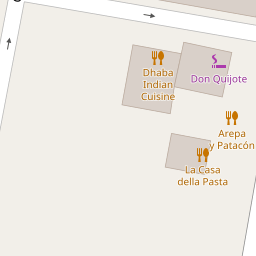 Dhaba
Indian
Cuisine
Don Quijote
Arepa
y Patacón
La Casa
della Pasta